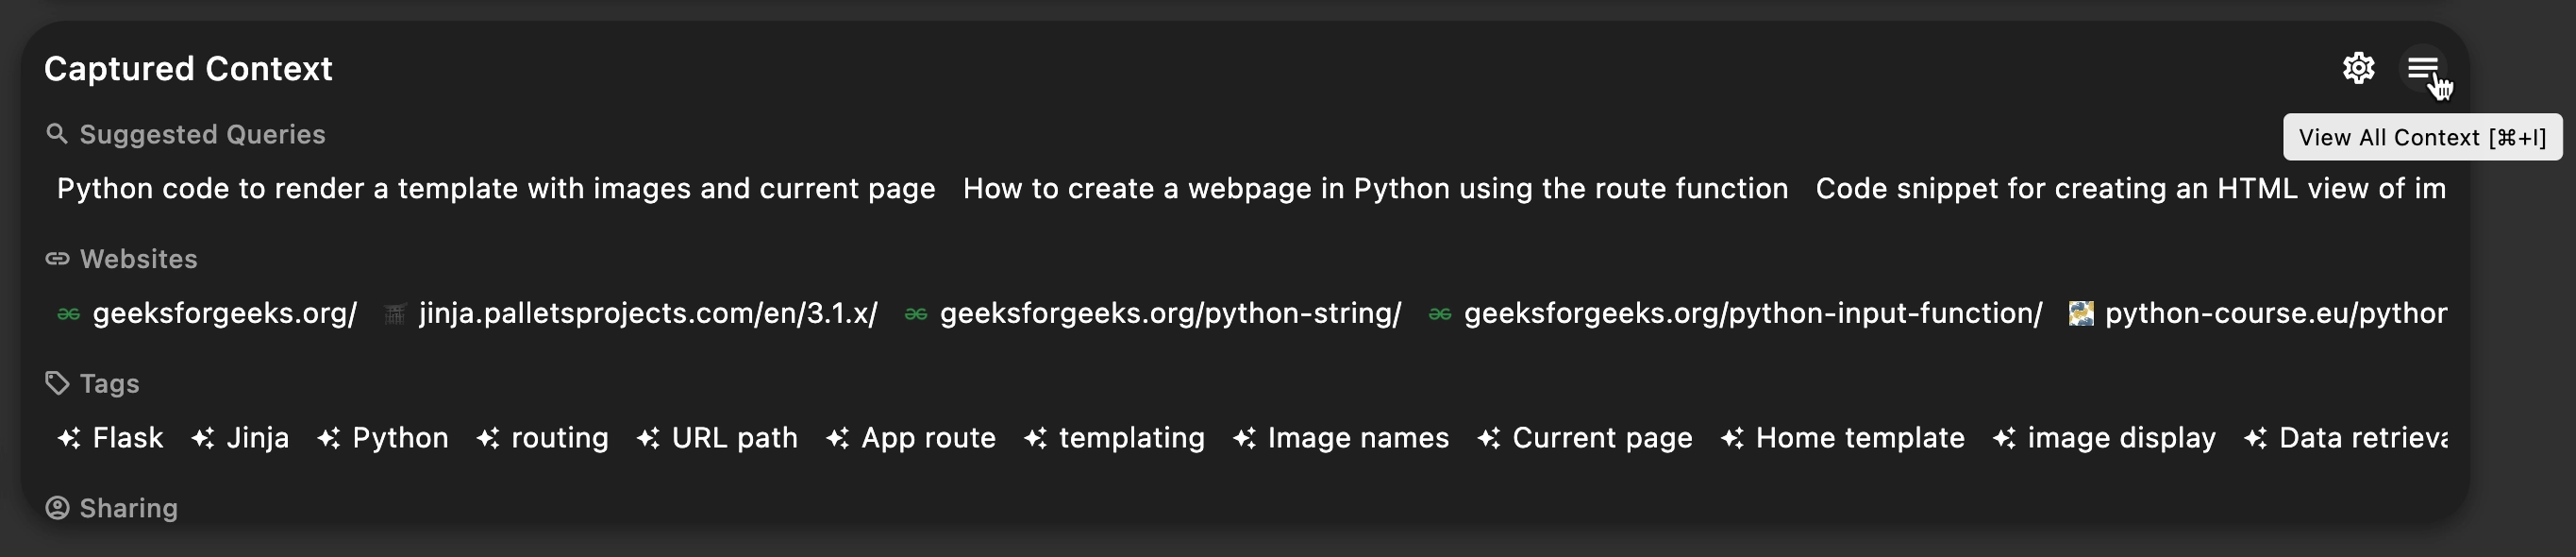 Captured Context
View All Context [⌘+I]
Suggested Queries
Python code to render a template with images and current page How to create a webpage in Python using the route function Code snippet for creating an HTML view of im
Websites
geeksforgeeks.org/ jinja.palletsprojects.com/en/3.1.x/ geeksforgeeks.org/python-string/ geeksforgeeks.org/python-input-function/ python-course.eu/python
Tags
Flask Jinja Python routing URL path App route templating Image names Current page Home template image display Data retrieva
Sharing